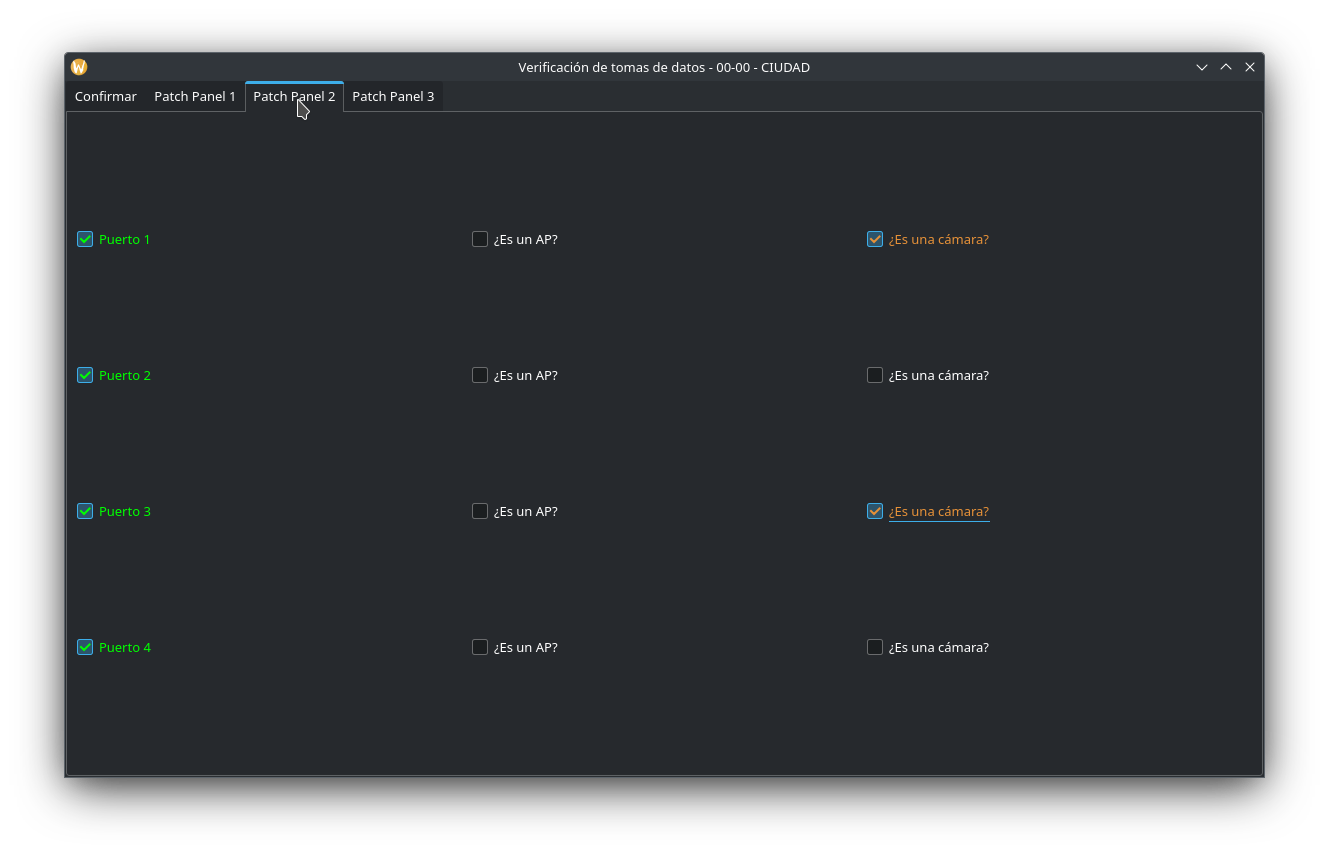 Verificación de tomas de datos - 00-00 - CIUDAD
Confirmar Patch Panel 1 Patch Panel 2 Patch Panel 3
Puerto 1 ¿Es un AP? ¿Es una cámara?
Puerto 2 ¿Es un AP? ¿Es una cámara?
Puerto 3 ¿Es un AP? ¿Es una cámara?
Puerto 4 ¿Es un AP? ¿Es una cámara?